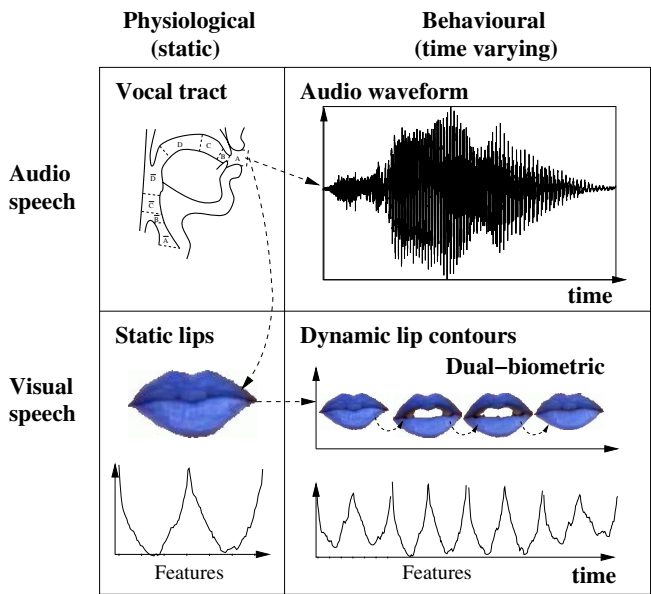 Physiological
(static)
Behavioural
(time varying)
Audio
speech
Vocal tract
D
C
B
A
D̅
C̅
B̅
A̅
Audio waveform
time
Visual
speech
Static lips
Features
Dynamic lip contours
Dual−biometric
Features
time